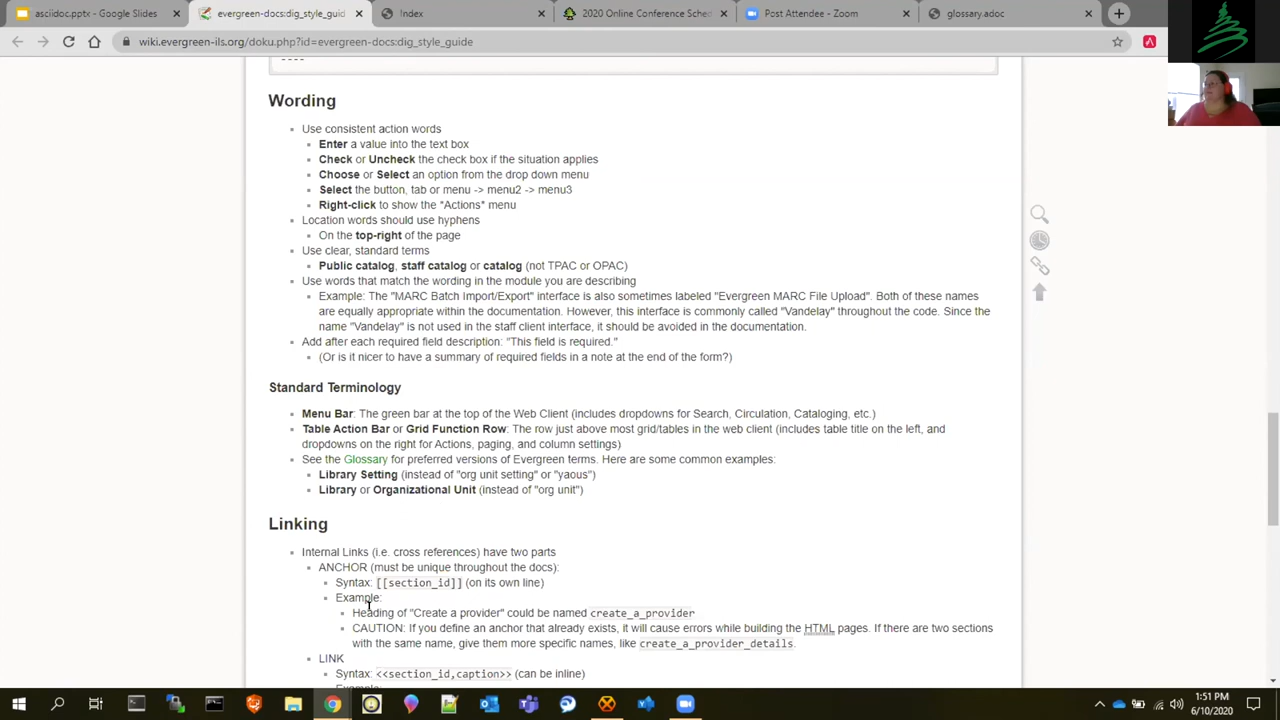 asciidoc.pptx - Google Slides
evergreen-docs:dig_style_guid
Index
2020 Online Conference Sched
Post Attendee - Zoom
glossary.adoc
wiki.evergreen-ils.org/doku.php?id=evergreen-docs:dig_style_guide
----
Wording
Use consistent action words
Enter a value into the text box
Check or Uncheck the check box if the situation applies
Choose or Select an option from the drop down menu
Select the button, tab or menu -> menu2 -> menu3
Right-click to show the "Actions" menu
Location words should use hyphens
On the top-right of the page
Use clear, standard terms
Public catalog, staff catalog or catalog (not TPAC or OPAC)
Use words that match the wording in the module you are describing
Example: The "MARC Batch Import/Export" interface is also sometimes labeled "Evergreen MARC File Upload". Both of these names
are equally appropriate within the documentation. However, this interface is commonly called "Vandelay" throughout the code. Since the
name "Vandelay" is not used in the staff client interface, it should be avoided in the documentation.
Add after each required field description: "This field is required."
(Or is it nicer to have a summary of required fields in a note at the end of the form?)
Standard Terminology
Menu Bar: The green bar at the top of the Web Client (includes dropdowns for Search, Circulation, Cataloging, etc.)
Table Action Bar or Grid Function Row: The row just above most grid/tables in the web client (includes table title on the left, and
dropdowns on the right for Actions, paging, and column settings)
See the Glossary for preferred versions of Evergreen terms. Here are some common examples:
Library Setting (instead of "org unit setting" or "yaous")
Library or Organizational Unit (instead of "org unit")
Linking
Internal Links (i.e. cross references) have two parts
ANCHOR (must be unique throughout the docs):
Syntax: [[section_id]] (on its own line)
Example:
Heading of "Create a provider" could be named create_a_provider
CAUTION: If you define an anchor that already exists, it will cause errors while building the HTML pages. If there are two sections
with the same name, give them more specific names, like create_a_provider_details.
LINK
Syntax: <<section_id,caption>> (can be inline)
Example:
1:51 PM
6/10/2020